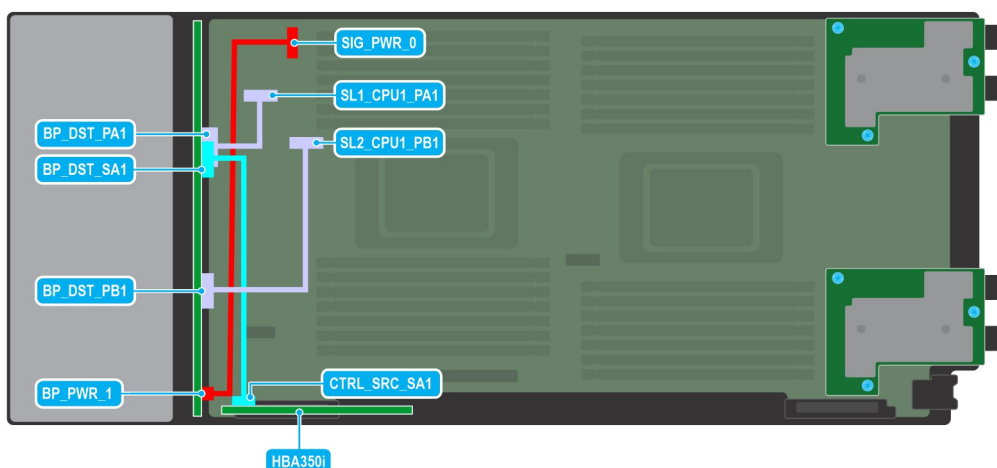 SIG_PWR_0
SL1_CPU1_PA1
BP_DST_PA1
SL2_CPU1_PB1
BP_DST_SA1
BP_DST_PB1
BP_PWR_1
CTRL_SRC_SA1
HBA350i